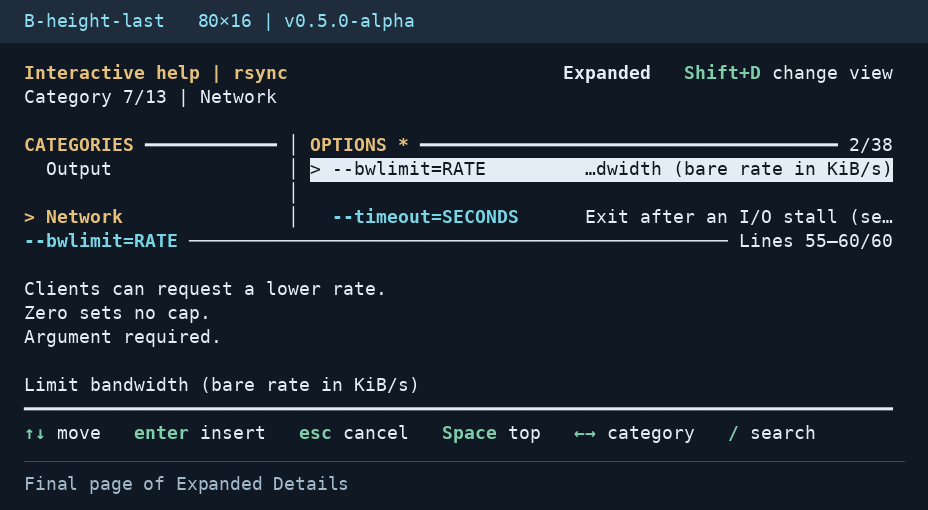 B-height-last   80×16 | v0.5.0-alpha
Interactive help | rsync                         Expanded   Shift+D change view
Category 7/13 | Network
CATEGORIES ━━━━━━━━━━━━ │ OPTIONS * ━━━━━━━━━━━━━━━━━━━━━━━━━━━━━━━━━━━━━━ 2/38
  Output                │ > --bwlimit=RATE         …dwidth (bare rate in KiB/s)
                        │
> Network               │   --timeout=SECONDS      Exit after an I/O stall (se…
--bwlimit=RATE ───────────────────────────────────────────────── Lines 55–60/60
Clients can request a lower rate.
Zero sets no cap.
Argument required.
Limit bandwidth (bare rate in KiB/s)
↑↓ move   enter insert   esc cancel   Space top   ←→ category   / search
Final page of Expanded Details